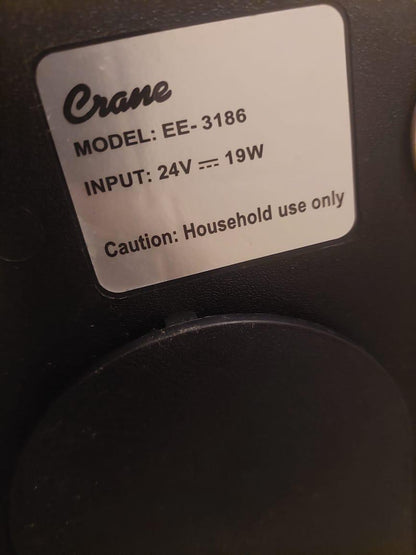 Crane
MODEL: EE- 3186
INPUT: 24V ⎓ 19W
Caution: Household use only